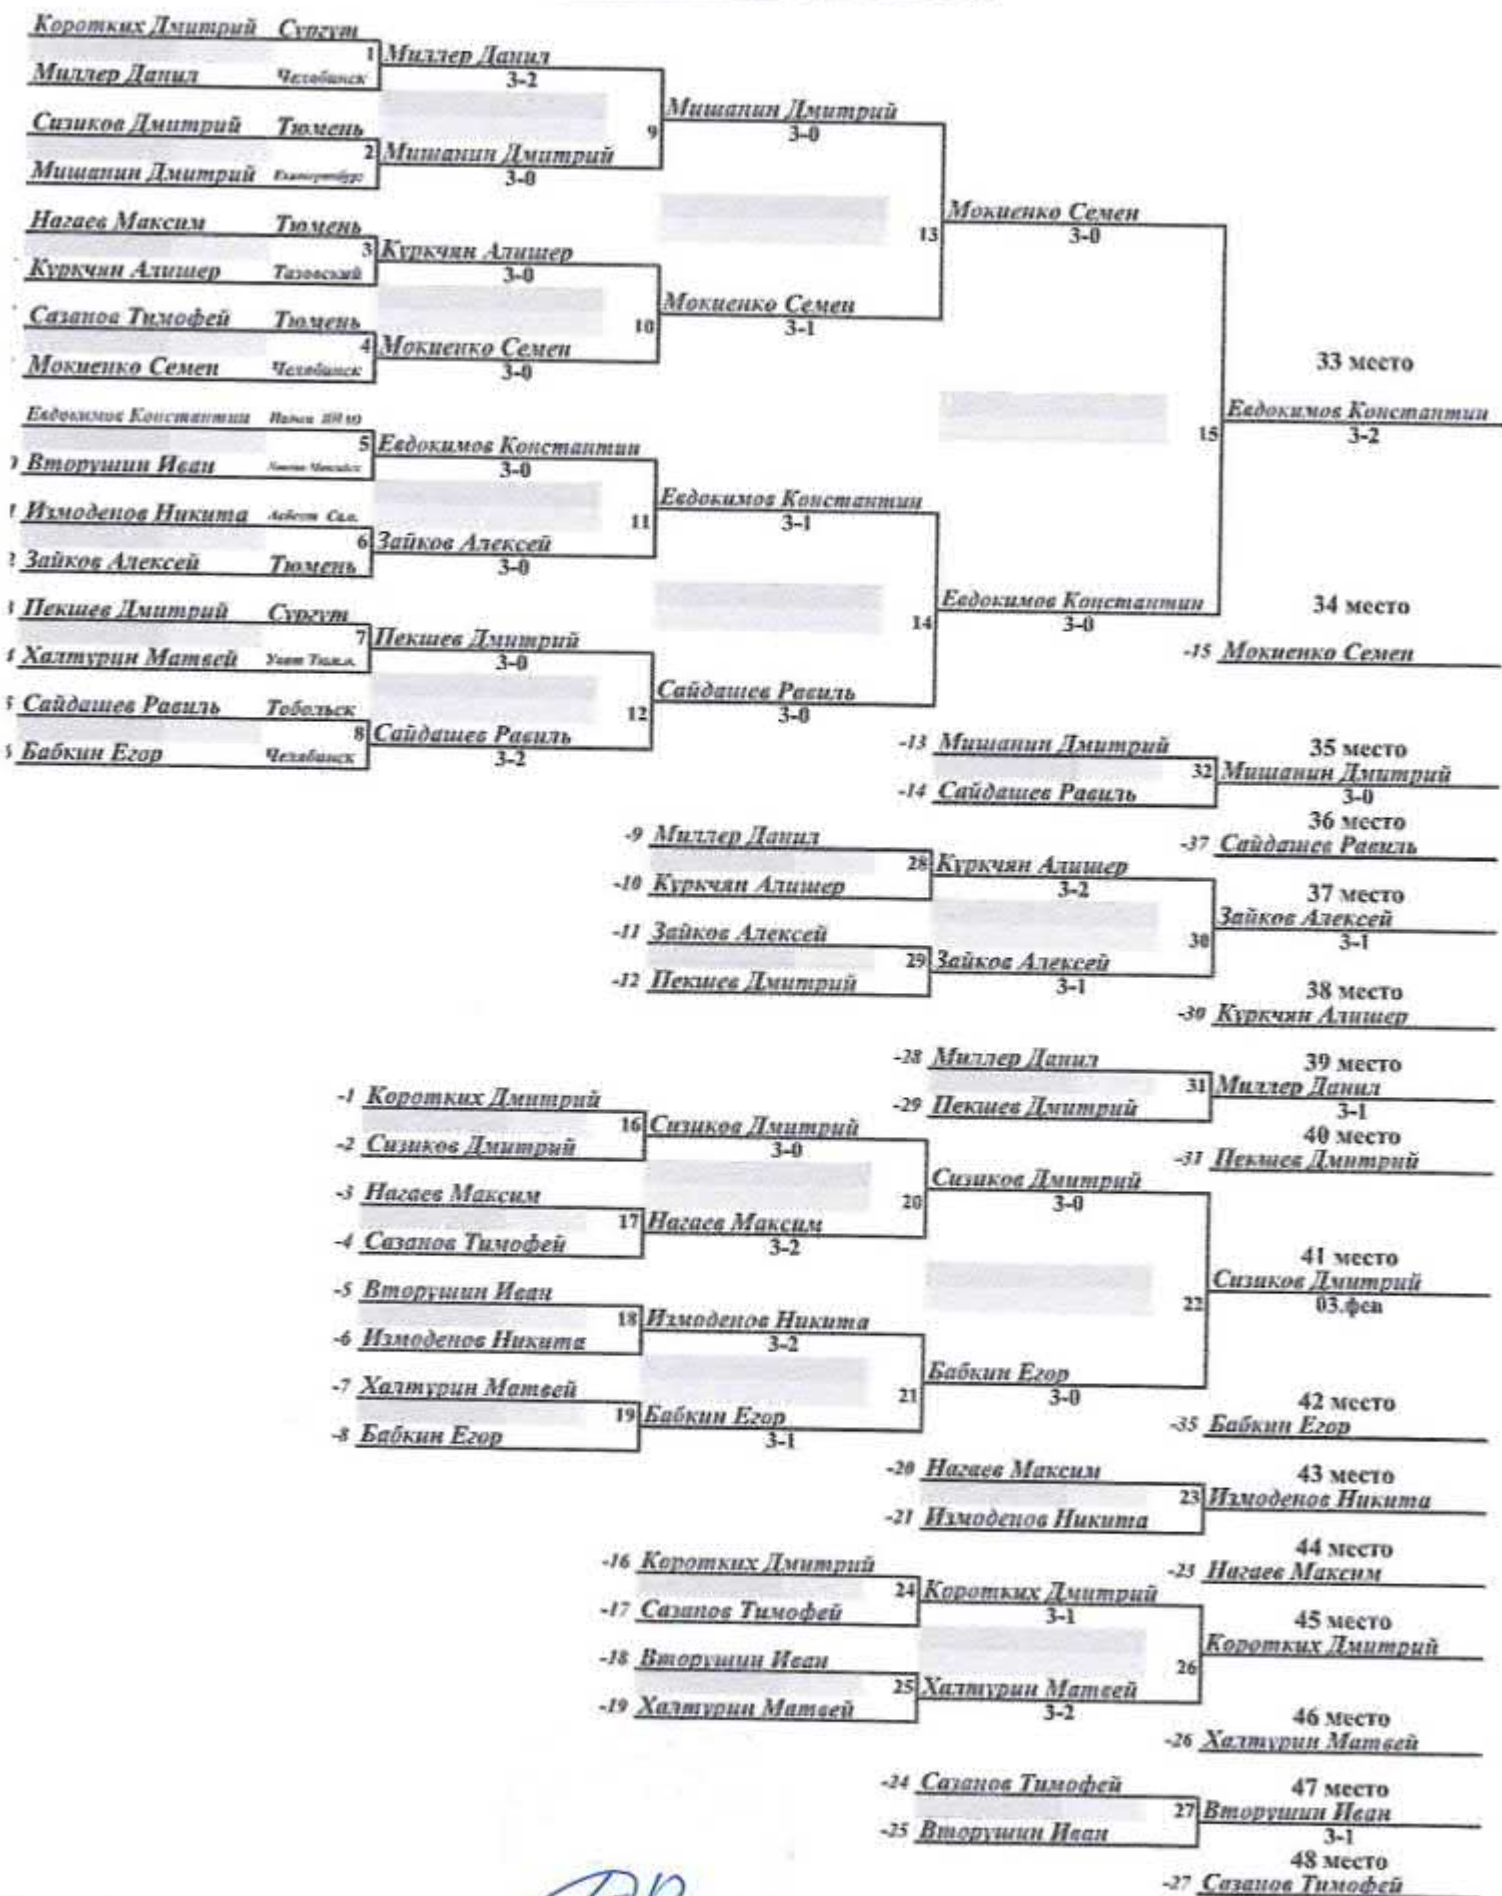 Коротких Дмитрий Сургут
1 Миллер Данил
Миллер Данил Челябинск
3-2
Сизиков Дмитрий Тюмень
2 Мишанин Дмитрий
Мишанин Дмитрий Екатеринбург
3-0
9 Мишанин Дмитрий
3-0
Нагаев Максим Тюмень
3 Куркчян Алишер
Куркчян Алишер Тазовский
3-0
Сазанов Тимофей Тюмень
4 Мокиенко Семен
Мокиенко Семен Челябинск
3-0
10 Мокиенко Семен
3-1
13 Мокиенко Семен
3-0
Евдокимов Константин
5 Евдокимов Константин
Вторушин Иван
3-0
Измоденов Никита Асбест Св.о.
6 Зайков Алексей
2 Зайков Алексей Тюмень
3-0
11 Евдокимов Константин
3-1
Пекшев Дмитрий Сургут
7 Пекшев Дмитрий
Халтурин Матвей Уват Тюм.о.
3-0
Сайдашев Равиль Тобольск
8 Сайдашев Равиль
Бабкин Егор Челябинск
3-2
12 Сайдашев Равиль
3-0
14 Евдокимов Константин
3-0
33 место
15 Евдокимов Константин
3-2
34 место
-15 Мокиенко Семен
-13 Мишанин Дмитрий
35 место
32 Мишанин Дмитрий
-14 Сайдашев Равиль
3-0
36 место
-37 Сайдашев Равиль
-9 Миллер Данил
28 Куркчян Алишер
-10 Куркчян Алишер
3-2
37 место
30 Зайков Алексей
3-1
-11 Зайков Алексей
29 Зайков Алексей
-12 Пекшев Дмитрий
3-1
38 место
-30 Куркчян Алишер
-28 Миллер Данил
39 место
31 Миллер Данил
-29 Пекшев Дмитрий
3-1
40 место
-31 Пекшев Дмитрий
-1 Коротких Дмитрий
16 Сизиков Дмитрий
-2 Сизиков Дмитрий
3-0
-3 Нагаев Максим
17 Нагаев Максим
-4 Сазанов Тимофей
3-2
20 Сизиков Дмитрий
3-0
-5 Вторушин Иван
18 Измоденов Никита
-6 Измоденов Никита
3-2
-7 Халтурин Матвей
19 Бабкин Егор
-8 Бабкин Егор
3-1
21 Бабкин Егор
3-0
41 место
22 Сизиков Дмитрий
03.фев
42 место
-35 Бабкин Егор
-20 Нагаев Максим
43 место
23 Измоденов Никита
-21 Измоденов Никита
44 место
-23 Нагаев Максим
-16 Коротких Дмитрий
24 Коротких Дмитрий
-17 Сазанов Тимофей
3-1
45 место
26 Коротких Дмитрий
-18 Вторушин Иван
25 Халтурин Матвей
-19 Халтурин Матвей
3-2
46 место
-26 Халтурин Матвей
-24 Сазанов Тимофей
47 место
27 Вторушин Иван
-25 Вторушин Иван
3-1
48 место
-27 Сазанов Тимофей